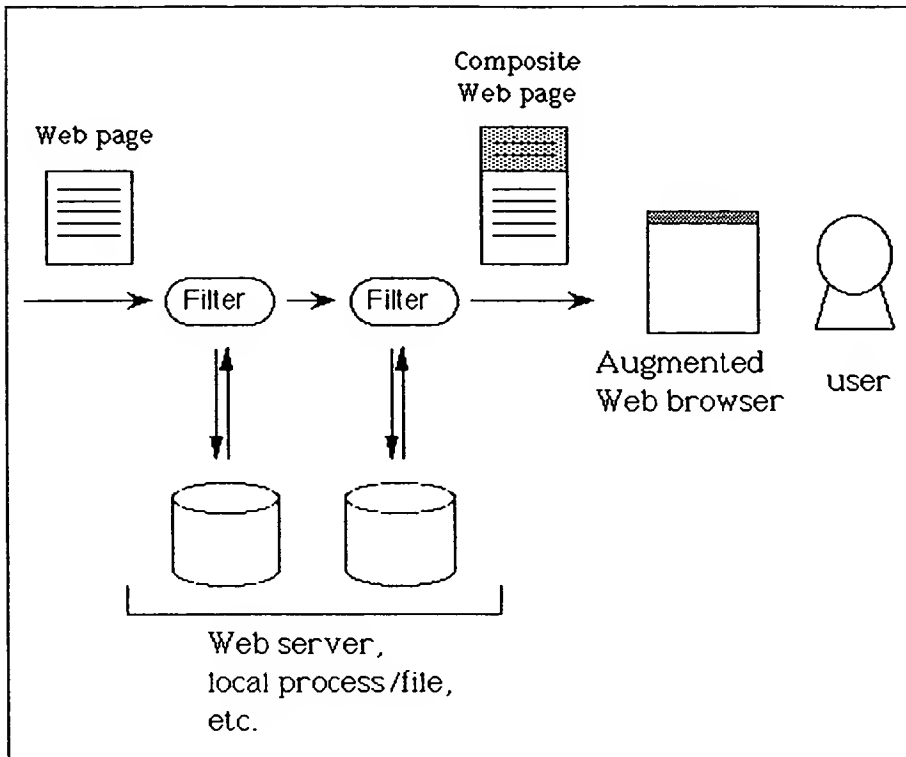 Composite
Web page
Web page
Filter
Filter
Augmented
Web browser
user
Web server,
local process/file,
etc.